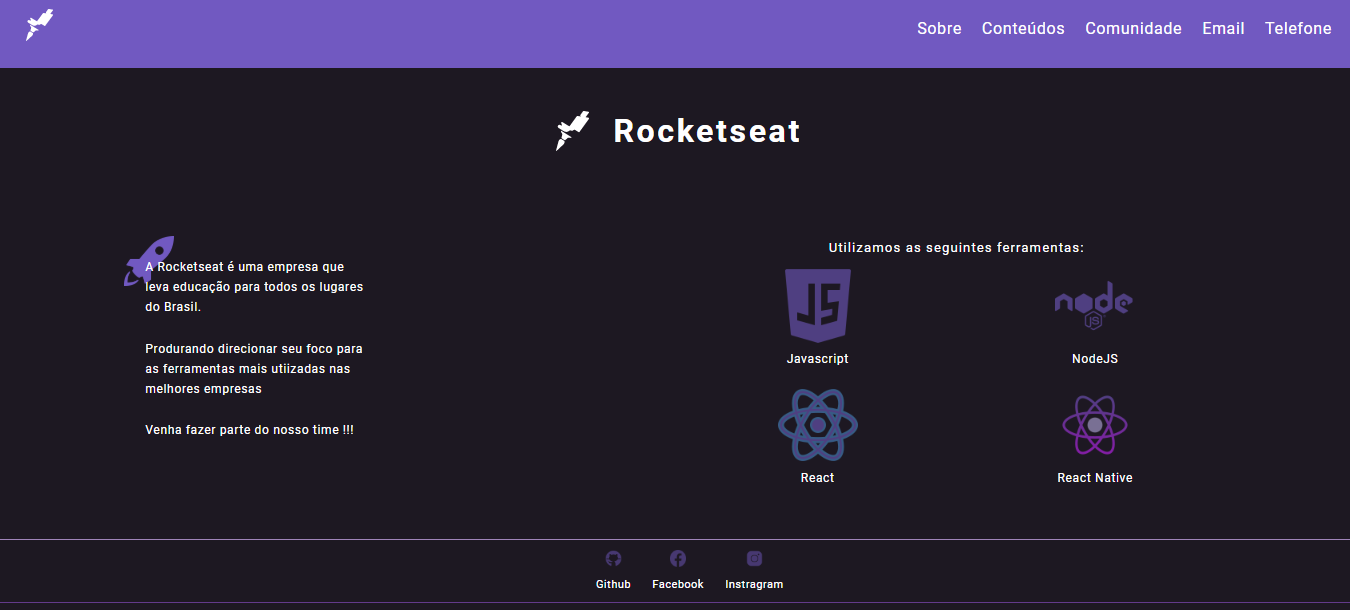 Sobre Conteúdos Comunidade Email Telefone
Rocketseat
A Rocketseat é uma empresa que
leva educação para todos os lugares
do Brasil.
Produrando direcionar seu foco para
as ferramentas mais utiizadas nas
melhores empresas
Venha fazer parte do nosso time !!!
Utilizamos as seguintes ferramentas:
JS
node
JS
Javascript
NodeJS
React
React Native
Github Facebook Instragram